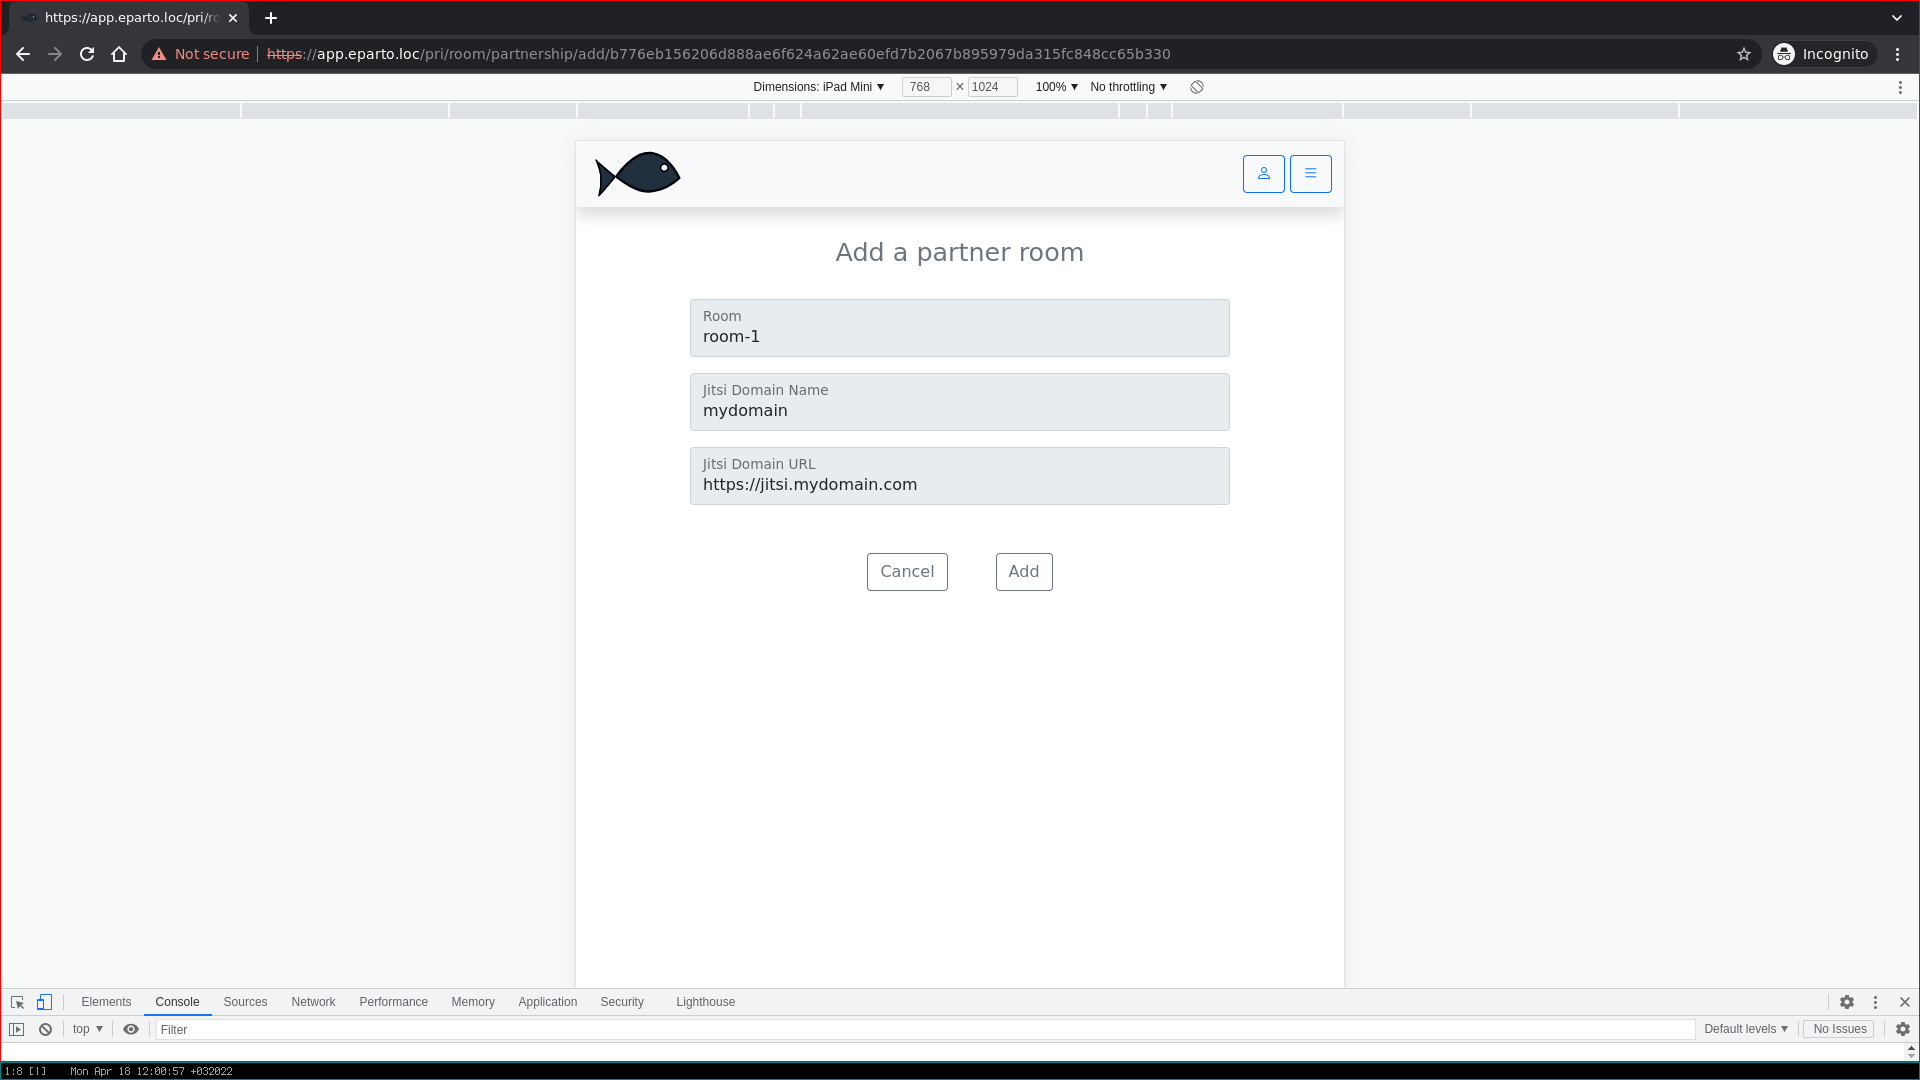 https://app.eparto.loc/pri/ro
Not secure https://app.eparto.loc/pri/room/partnership/add/b776eb156206d888ae6f624a62ae60efd7b2067b895979da315fc848cc65b330 Incognito
Dimensions: iPad Mini 768 × 1024 100% No throttling
Add a partner room
Room
room-1
Jitsi Domain Name
mydomain
Jitsi Domain URL
https://jitsi.mydomain.com
Cancel Add
Elements Console Sources Network Performance Memory Application Security Lighthouse
top Filter Default levels No Issues
1:8 [|] Mon Apr 18 12:00:57 +032022